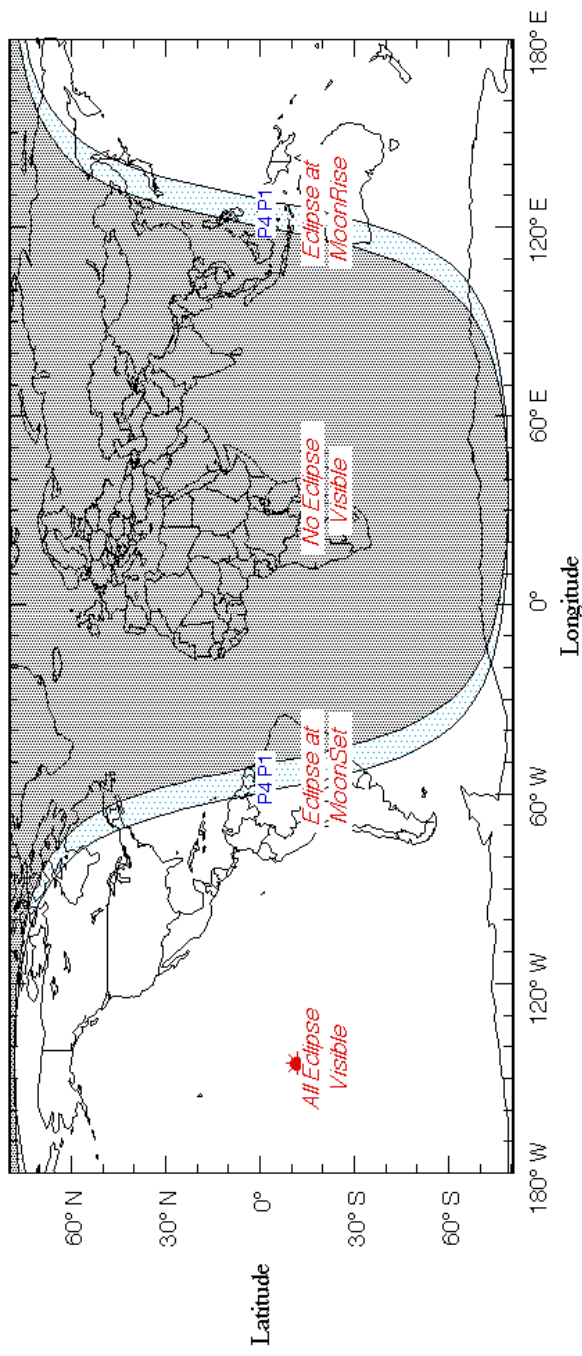 Latitude
60° N
30° N
0°
30° S
60° S
All Eclipse
Visible
P4 P1
Eclipse at
MoonSet
No Eclipse
Visible
P4 P1
Eclipse at
MoonRise
180° W
120° W
60° W
0°
60° E
120° E
180° E
Longitude